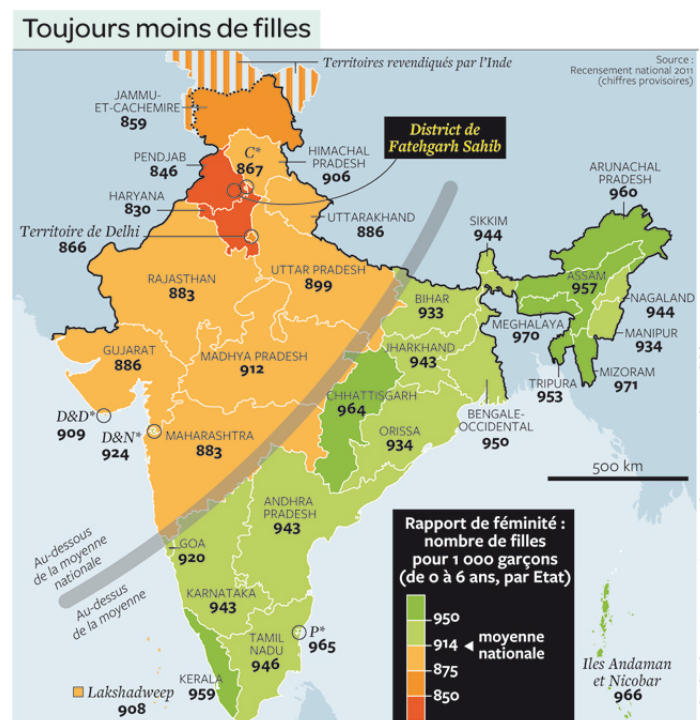 Toujours moins de filles
Territoires revendiqués par l'Inde
Source :
Recensement national 2011
(chiffres provisoires)
JAMMU-
ET-CACHEMIRE
859
District de
Fatehgarh Sahib
PENDJAB
846
C*
867
HIMACHAL
PRADESH
906
ARUNACHAL
PRADESH
960
HARYANA
830
UTTARAKHAND
886
SIKKIM
944
Territoire de Delhi
866
RAJASTHAN
883
UTTAR PRADESH
899
ASSAM
957
BIHAR
933
NAGALAND
944
MEGHALAYA
970
MANIPUR
934
GUJARAT
886
MADHYA PRADESH
912
JHARKHAND
943
MIZORAM
971
TRIPURA
953
CHHATTISGARH
964
D&D*
909
D&N*
924
MAHARASHTRA
883
ORISSA
934
BENGALE-
OCCIDENTAL
950
500 km
ANDHRA
PRADESH
943
Au-dessous
de la moyenne
nationale
Au-dessus
de la moyenne
GOA
920
KARNATAKA
943
Rapport de féminité :
nombre de filles
pour 1 000 garçons
(de 0 à 6 ans, par Etat)
950
914
moyenne
nationale
875
850
TAMIL
NADU
946
P*
965
KERALA
959
Lakshadweep
908
Iles Andaman
et Nicobar
966